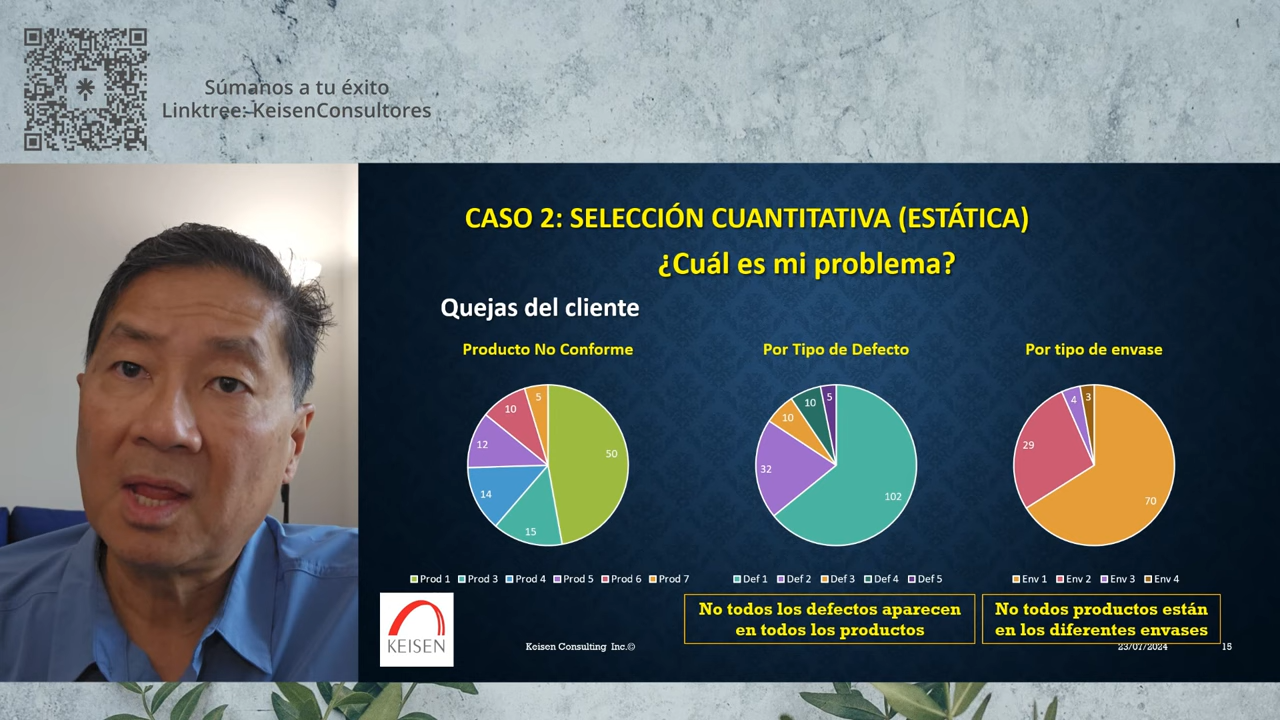 Súmanos a tu éxito
Linktree: KeisenConsultores
CASO 2: SELECCIÓN CUANTITATIVA (ESTÁTICA)
¿Cuál es mi problema?
Quejas del cliente
Producto No Conforme
5
10
12
50
14
15
Prod 1 Prod 3 Prod 4 Prod 5 Prod 6 Prod 7
Por Tipo de Defecto
5
10
10
32
102
Def 1 Def 2 Def 3 Def 4 Def 5
Por tipo de envase
4
3
29
70
Env 1 Env 2 Env 3 Env 4
No todos los defectos aparecen
en todos los productos
No todos productos están
en los diferentes envases
KEISEN
Keisen Consulting Inc.©
23/07/2024
15